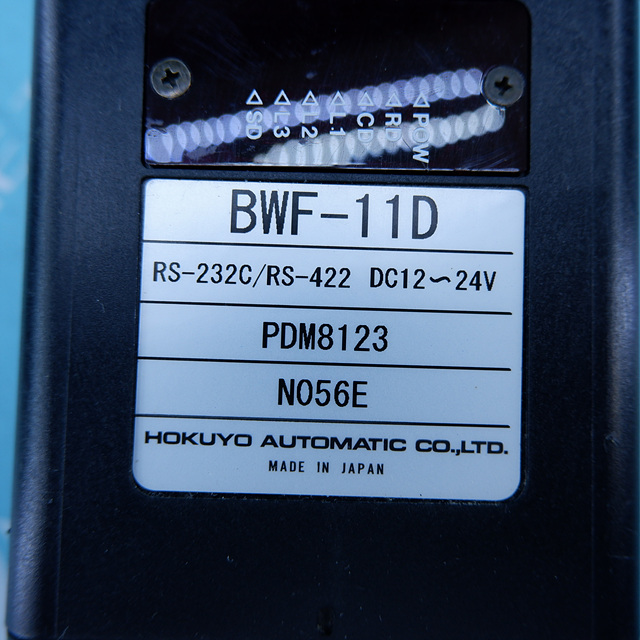 ◁SD
◁L3
◁L2
◁L1
◁CD
◁RD
◁POW
BWF-11D
RS-232C/RS-422 DC12~24V
PDM8123
N056E
HOKUYO AUTOMATIC CO.,LTD.
MADE IN JAPAN